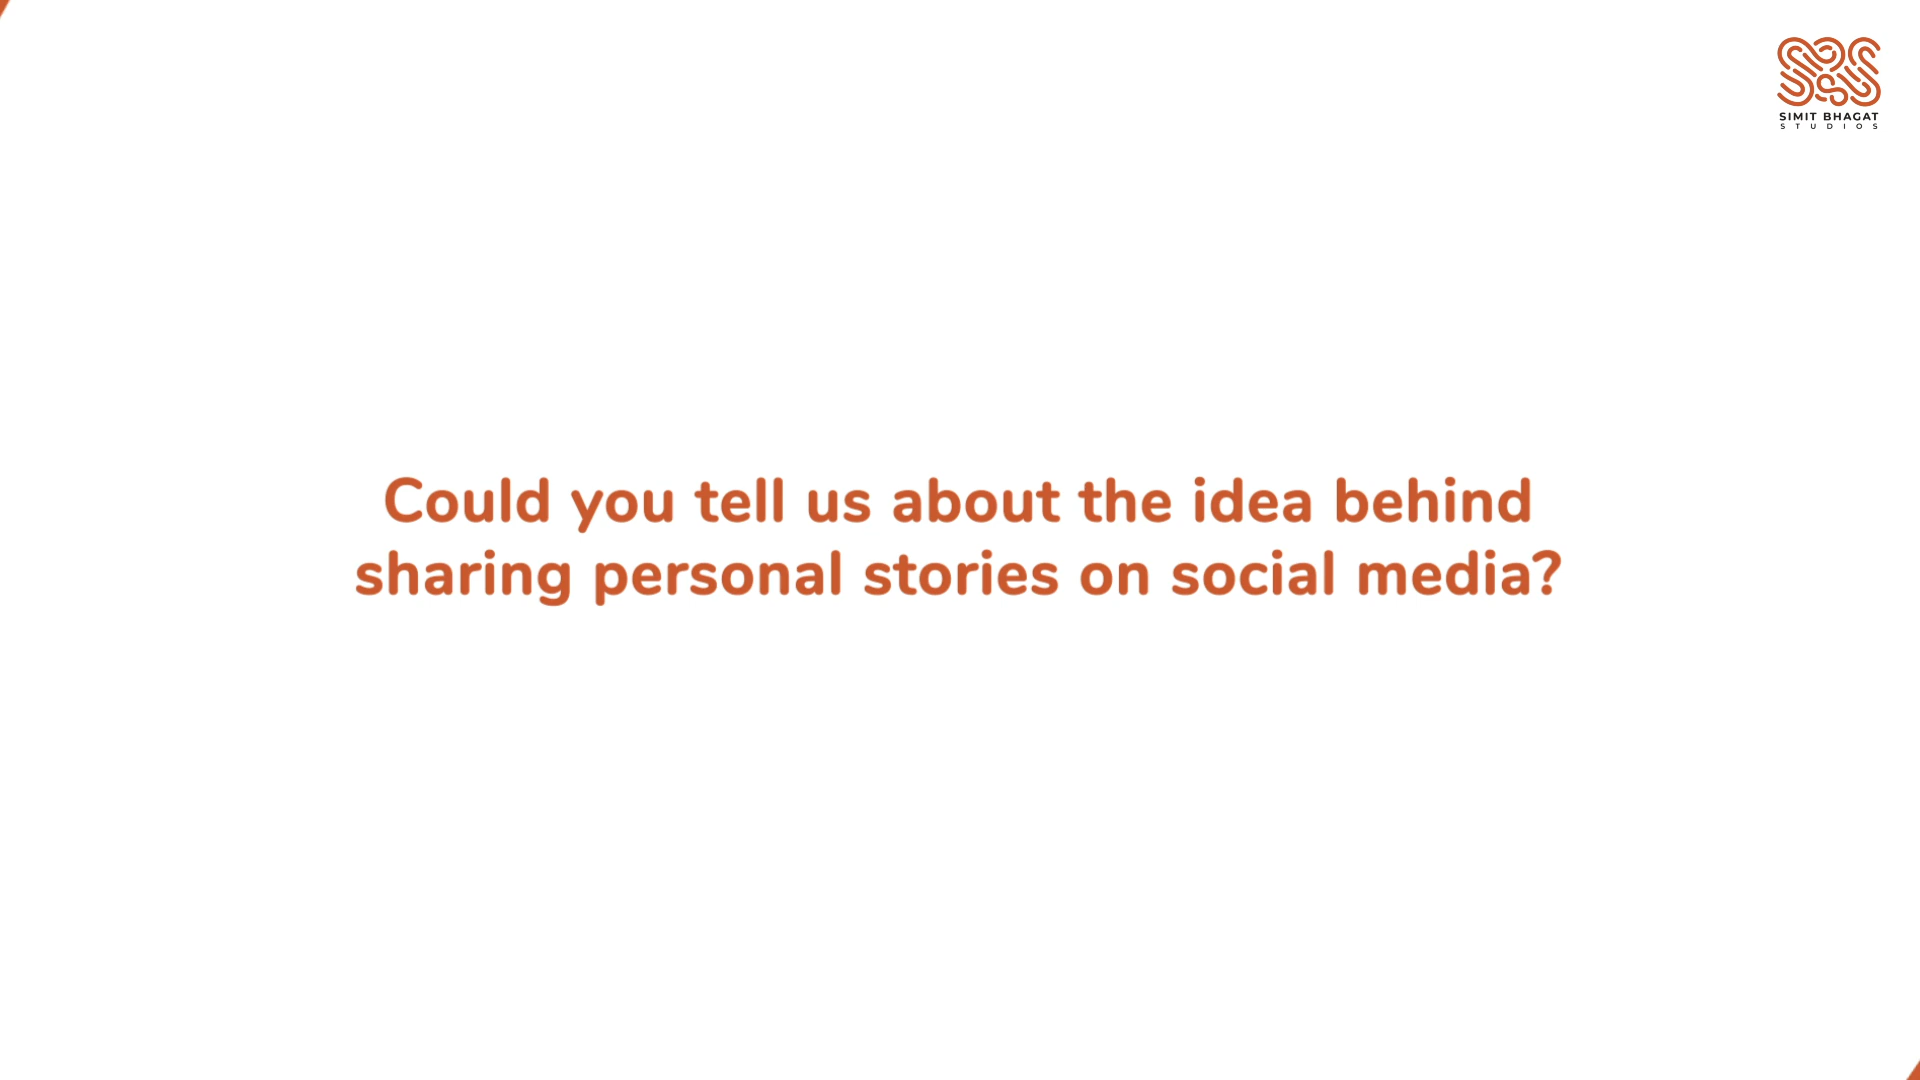 SIMIT BHAGAT
STUDIOS
Could you tell us about the idea behind
sharing personal stories on social media?